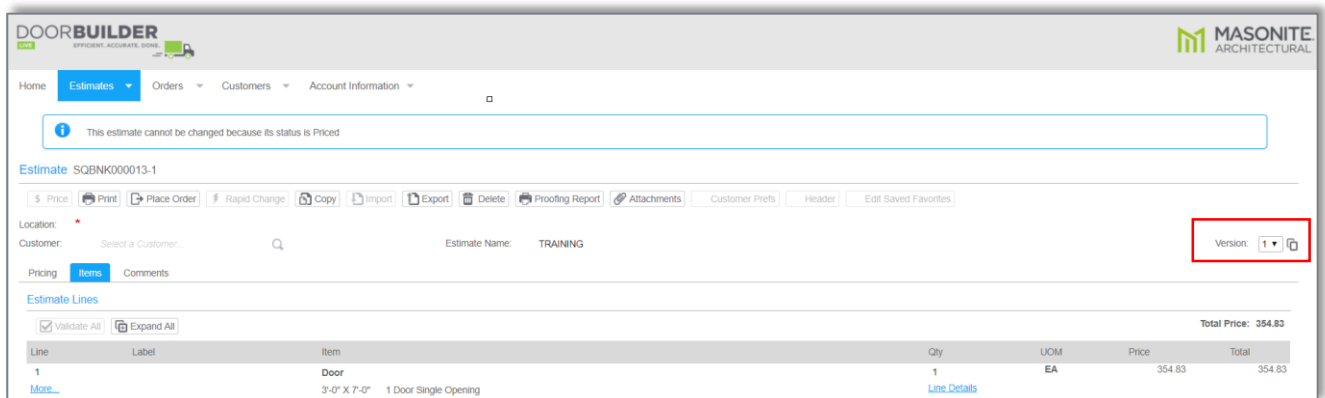 DOORBUILDER
LIVE EFFICIENT. ACCURATE. DONE.
MASONITE.
ARCHITECTURAL
Home Estimates Orders Customers Account Information
This estimate cannot be changed because its status is Priced
Estimate SQBNK000013-1
$ Price Print Place Order Rapid Change Copy Import Export Delete Proofing Report Attachments Customer Prefs Header Edit Saved Favorites
Location: *
Customer: Select a Customer... Estimate Name: TRAINING Version: 1
Pricing Items Comments
Estimate Lines
Validate All Expand All Total Price: 354.83
Line Label Item Qty UOM Price Total
1 Door 1 EA 354.83 354.83
More... 3'-0" X 7'-0" 1 Door Single Opening Line Details